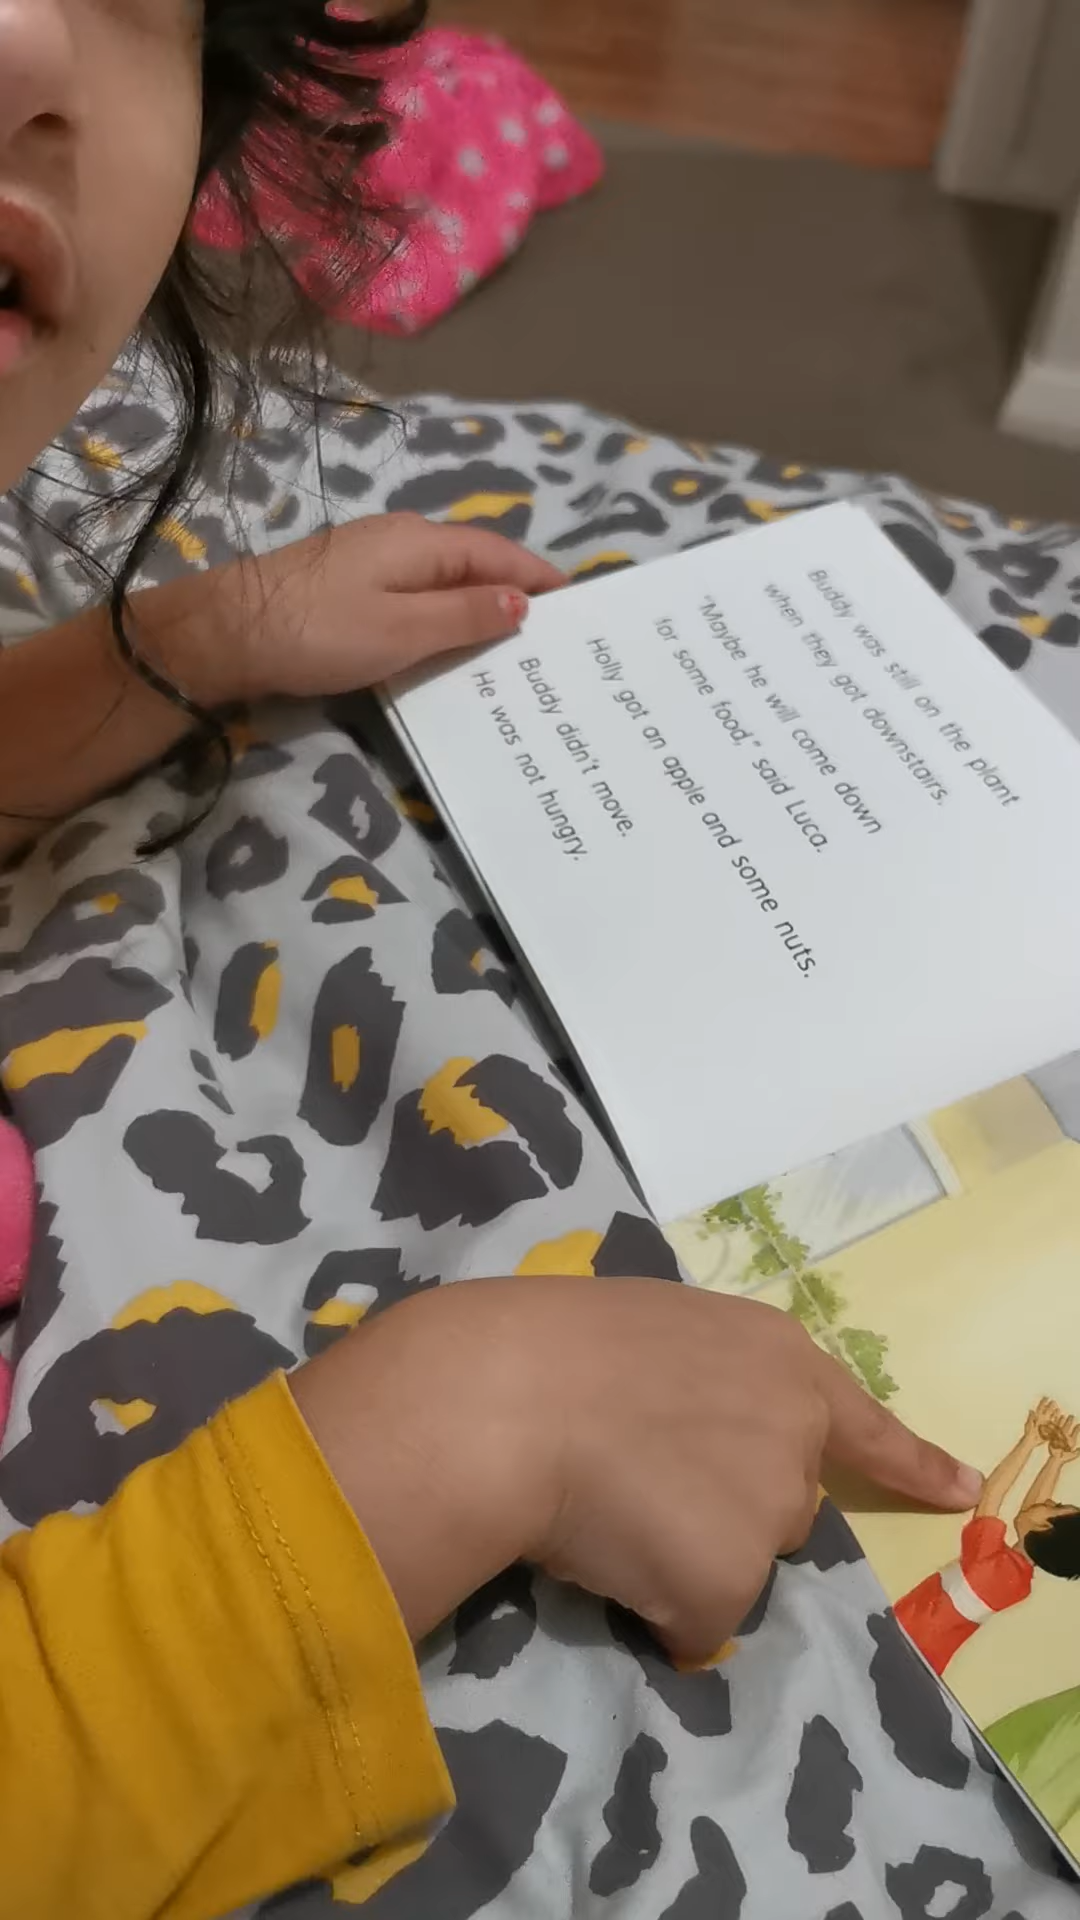 Buddy was still on the plant
when they got downstairs.
"Maybe he will come down
for some food," said Luca.
Holly got an apple and some nuts.
Buddy didn't move.
He was not hungry.